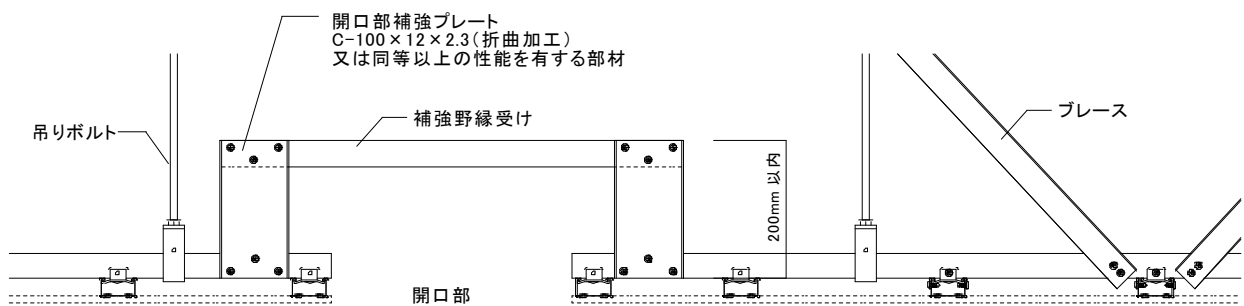 開口部補強プレート
C-100×12×2.3(折曲加工)
又は同等以上の性能を有する部材
吊りボルト
補強野縁受け
ブレース
200mm 以内
開口部